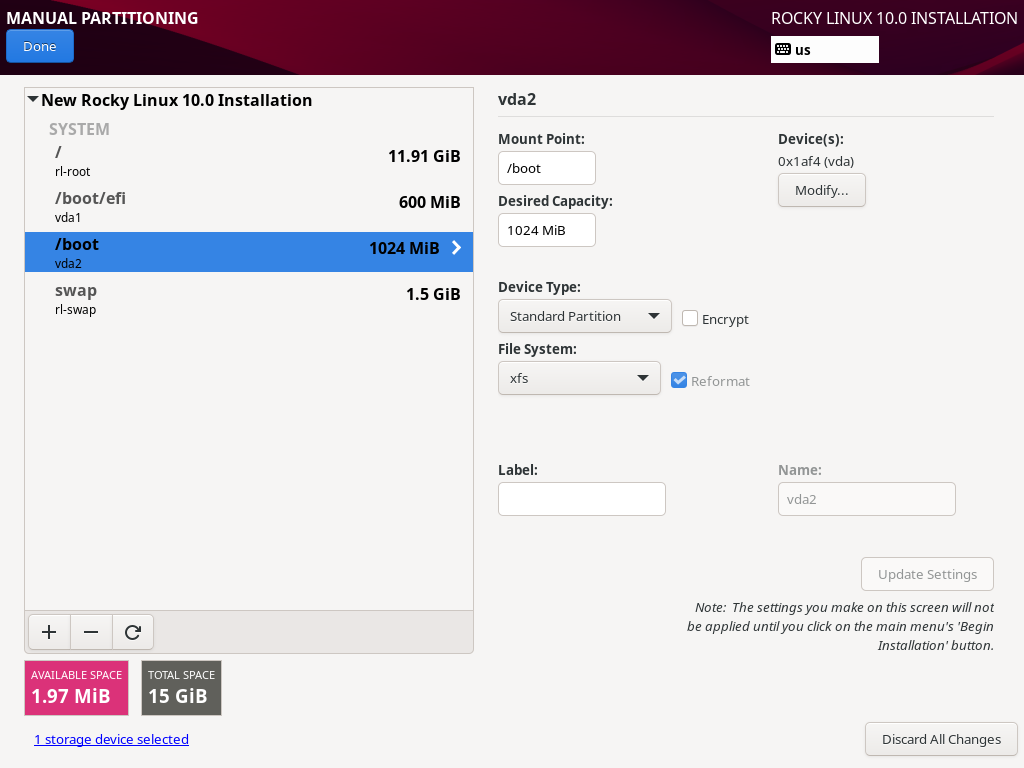 MANUAL PARTITIONING
ROCKY LINUX 10.0 INSTALLATION
Done
us
New Rocky Linux 10.0 Installation
SYSTEM
/
rl-root
11.91 GiB
/boot/efi
vda1
600 MiB
/boot
vda2
1024 MiB
swap
rl-swap
1.5 GiB
AVAILABLE SPACE
1.97 MiB
TOTAL SPACE
15 GiB
1 storage device selected
vda2
Mount Point:
/boot
Desired Capacity:
1024 MiB
Device(s):
0x1af4 (vda)
Modify...
Device Type:
Standard Partition
Encrypt
File System:
xfs
Reformat
Label:
Name:
vda2
Update Settings
Note: The settings you make on this screen will not
be applied until you click on the main menu's 'Begin
Installation' button.
Discard All Changes